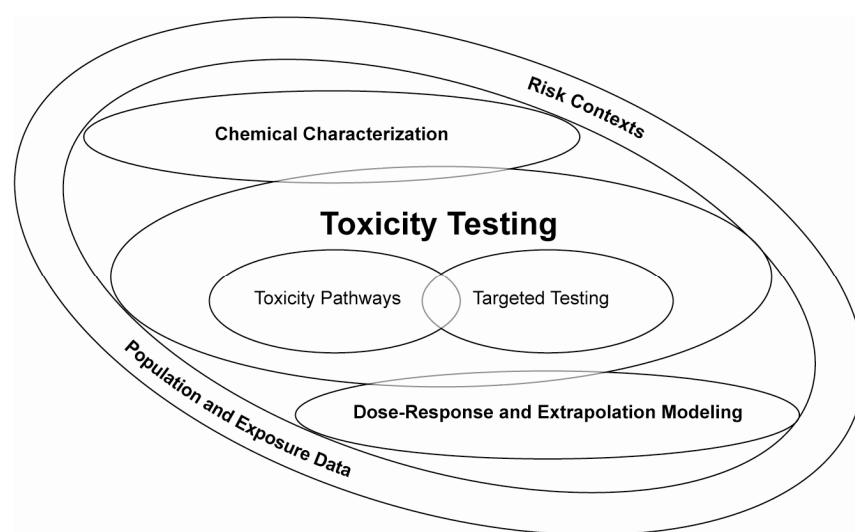 Risk Contexts
Chemical Characterization
Toxicity Testing
Toxicity Pathways
Targeted Testing
Population and Exposure Data
Dose-Response and Extrapolation Modeling